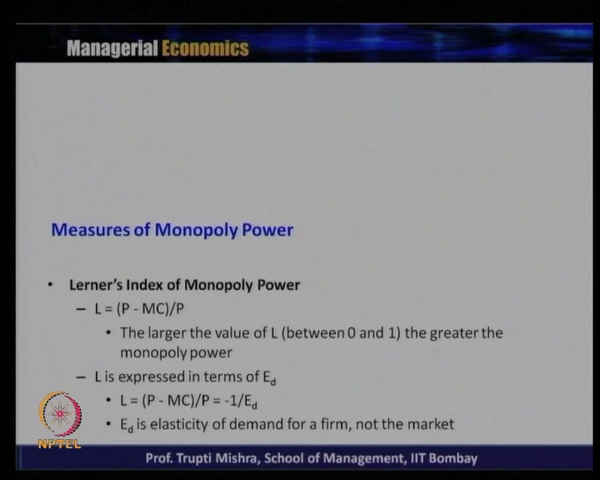 Managerial Economics
Measures of Monopoly Power
• Lerner's Index of Monopoly Power
– L = (P - MC)/P
• The larger the value of L (between 0 and 1) the greater the
monopoly power
– L is expressed in terms of Ed
• L = (P - MC)/P = -1/Ed
• Ed is elasticity of demand for a firm, not the market
NPTEL
Prof. Trupti Mishra, School of Management, IIT Bombay